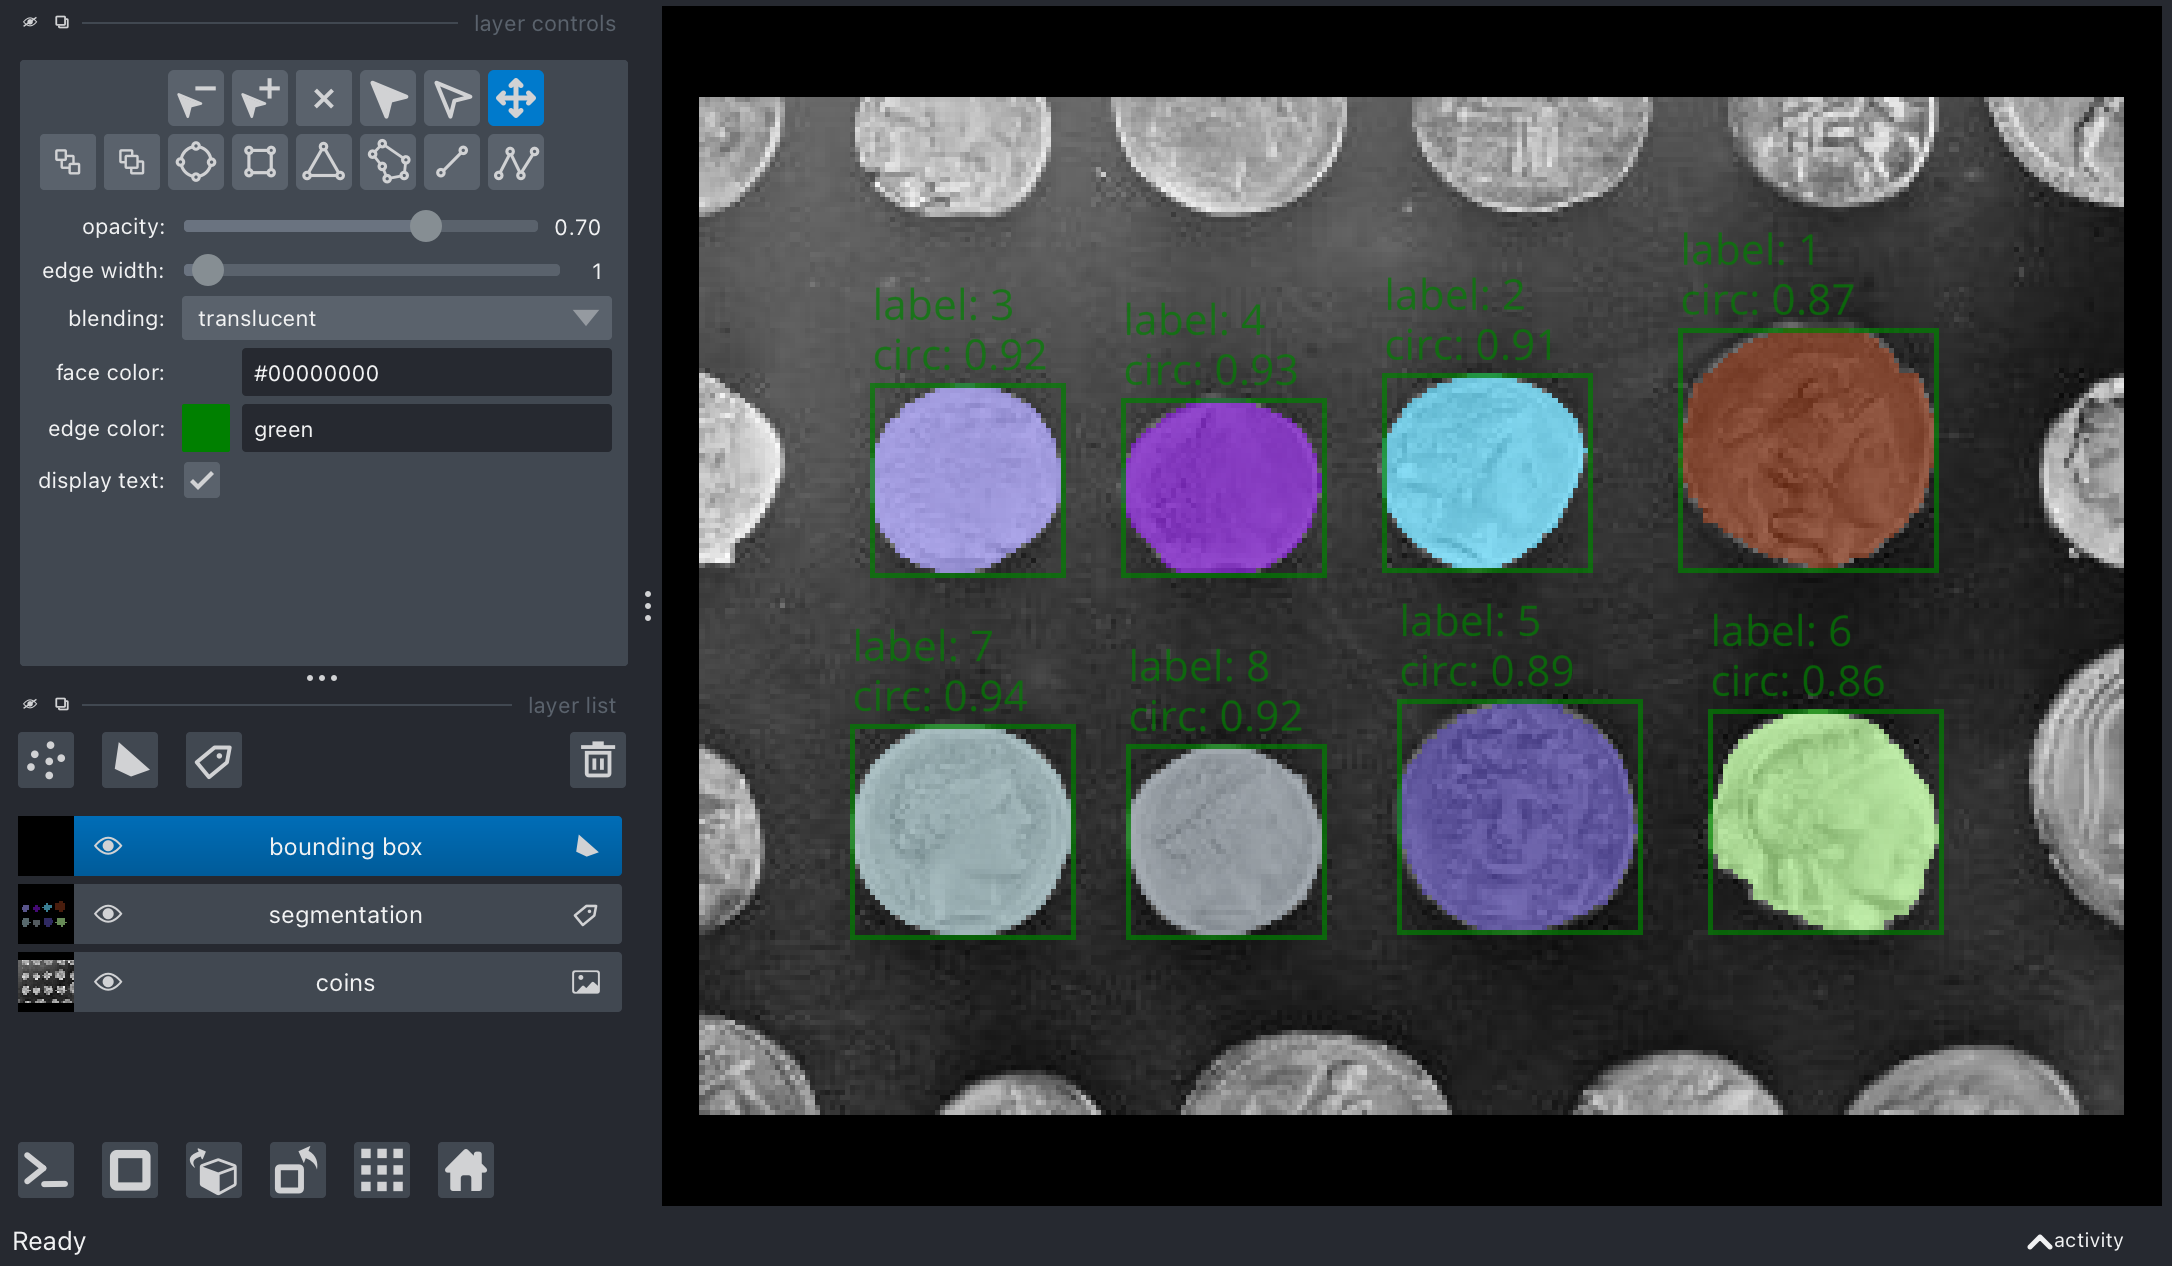 layer controls
opacity:
0.70
edge width:
1
blending:
translucent
face color:
#00000000
edge color:
green
display text:
layer list
bounding box
segmentation
coins
Ready
label: 3
circ: 0.92
label: 4
circ: 0.93
label: 2
circ: 0.91
label: 1
circ: 0.87
label: 7
circ: 0.94
label: 8
circ: 0.92
label: 5
circ: 0.89
label: 6
circ: 0.86
activity